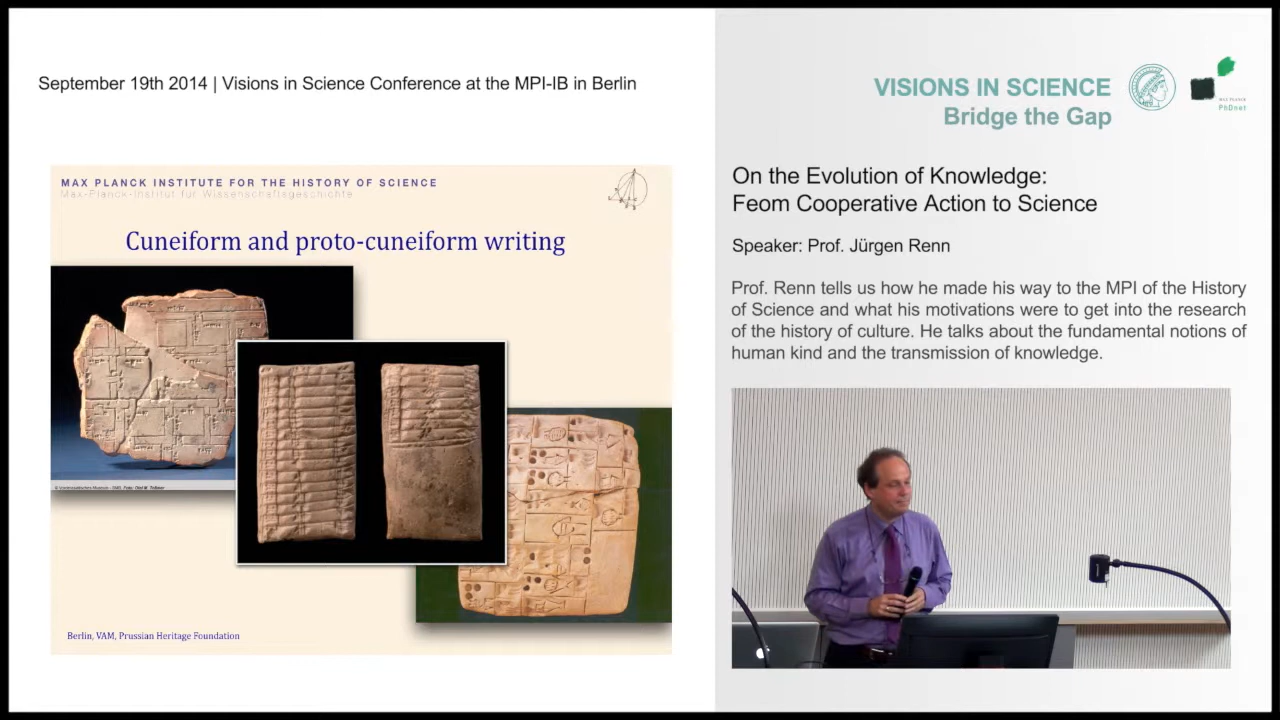 September 19th 2014 | Visions in Science Conference at the MPI-IB in Berlin
MAX PLANCK INSTITUTE FOR THE HISTORY OF SCIENCE
Max-Planck-Institut für Wissenschaftsgeschichte
Cuneiform and proto-cuneiform writing
Berlin, VAM, Prussian Heritage Foundation
VISIONS IN SCIENCE
Bridge the Gap
MAX PLANCK
PhDnet
On the Evolution of Knowledge:
Feom Cooperative Action to Science
Speaker: Prof. Jürgen Renn
Prof. Renn tells us how he made his way to the MPI of the History
of Science and what his motivations were to get into the research
of the history of culture. He talks about the fundamental notions of
human kind and the transmission of knowledge.